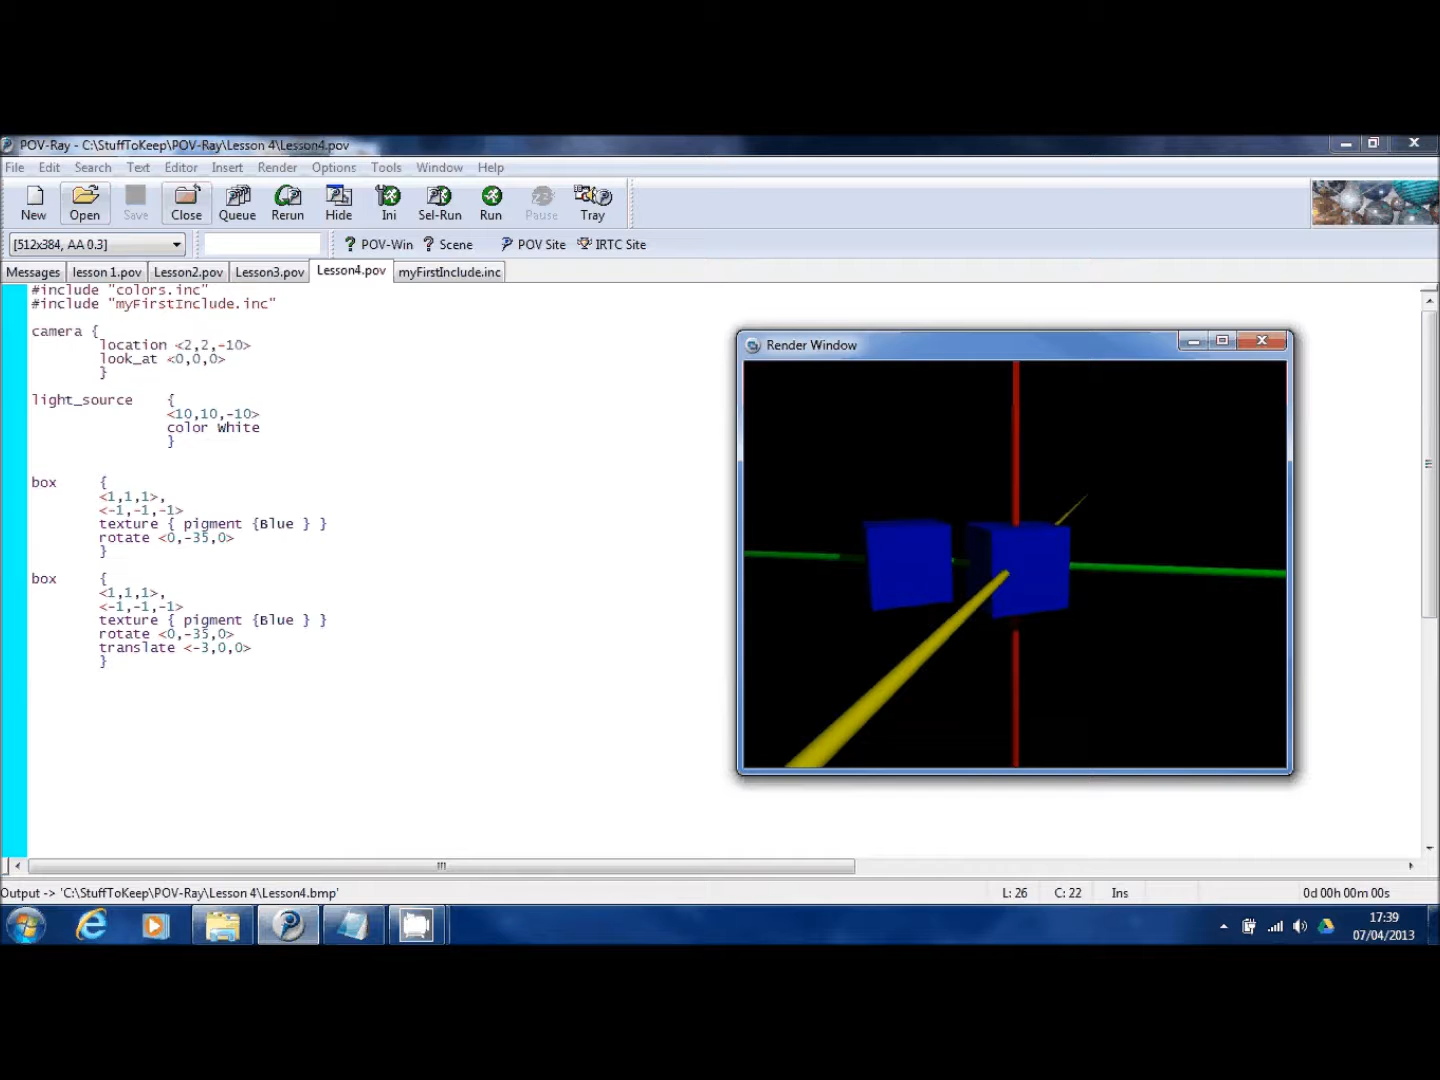 POV-Ray - C:\StuffToKeep\POV-Ray\Lesson 4\Lesson4.pov
File Edit Search Text Editor Insert Render Options Tools Window Help
New Open Save Close Queue Rerun Hide Ini Sel-Run Run Pause Tray
[512x384, AA 0.3] ? POV-Win ? Scene POV Site IRTC Site
Messages lesson 1.pov Lesson2.pov Lesson3.pov Lesson4.pov myFirstInclude.inc
#include "colors.inc"
#include "myFirstInclude.inc"
camera {
location <2,2,-10>
look_at <0,0,0>
}
light_source {
<10,10,-10>
color White
}
box {
<1,1,1>,
<-1,-1,-1>
texture { pigment {Blue } }
rotate <0,-35,0>
}
box {
<1,1,1>,
<-1,-1,-1>
texture { pigment {Blue } }
rotate <0,-35,0>
translate <-3,0,0>
}
Render Window
Output -> 'C:\StuffToKeep\POV-Ray\Lesson 4\Lesson4.bmp' L: 26 C: 22 Ins 0d 00h 00m 00s
17:39
07/04/2013